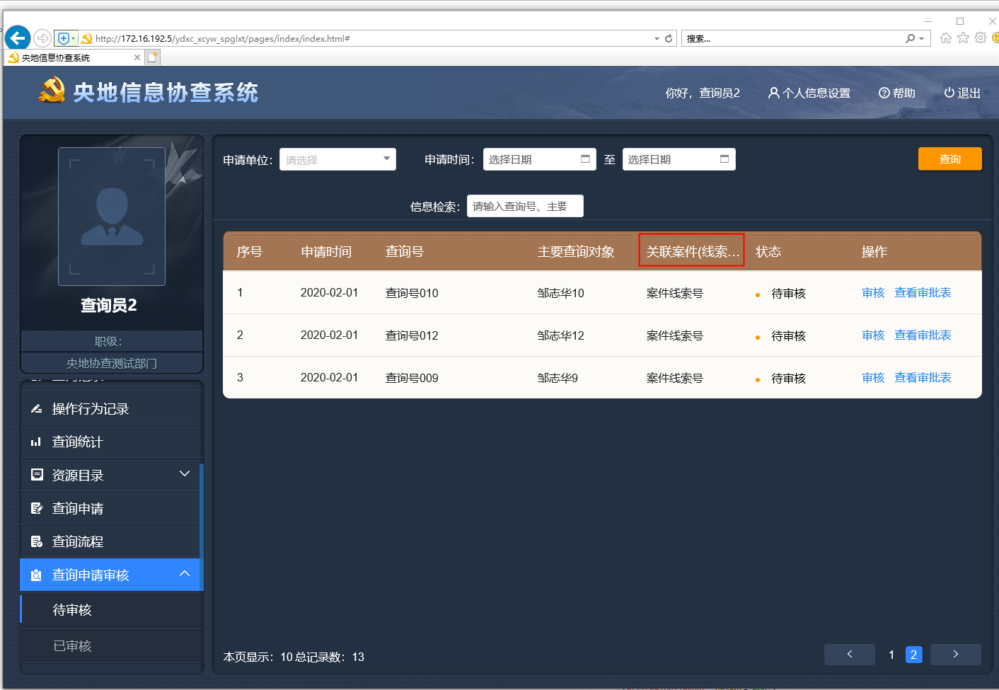 http://172.16.192.5/ydxc_xcyw_spglxt/pages/index/index.html#
搜索...
央地信息协查系统
央地信息协查系统
你好，查询员2
个人信息设置
帮助
退出
申请单位：
请选择
申请时间：
选择日期
至
选择日期
查询
信息检索：
请输入查询号、主要
查询员2
职级：
央地协查测试部门
操作行为记录
查询统计
资源目录
查询申请
查询流程
查询申请审核
待审核
已审核
序号 申请时间 查询号 主要查询对象 关联案件(线索... 状态 操作
1 2020-02-01 查询号010 邹志华10 案件线索号 待审核 审核 查看审批表
2 2020-02-01 查询号012 邹志华12 案件线索号 待审核 审核 查看审批表
3 2020-02-01 查询号009 邹志华9 案件线索号 待审核 审核 查看审批表
本页显示：10 总记录数：13
1 2